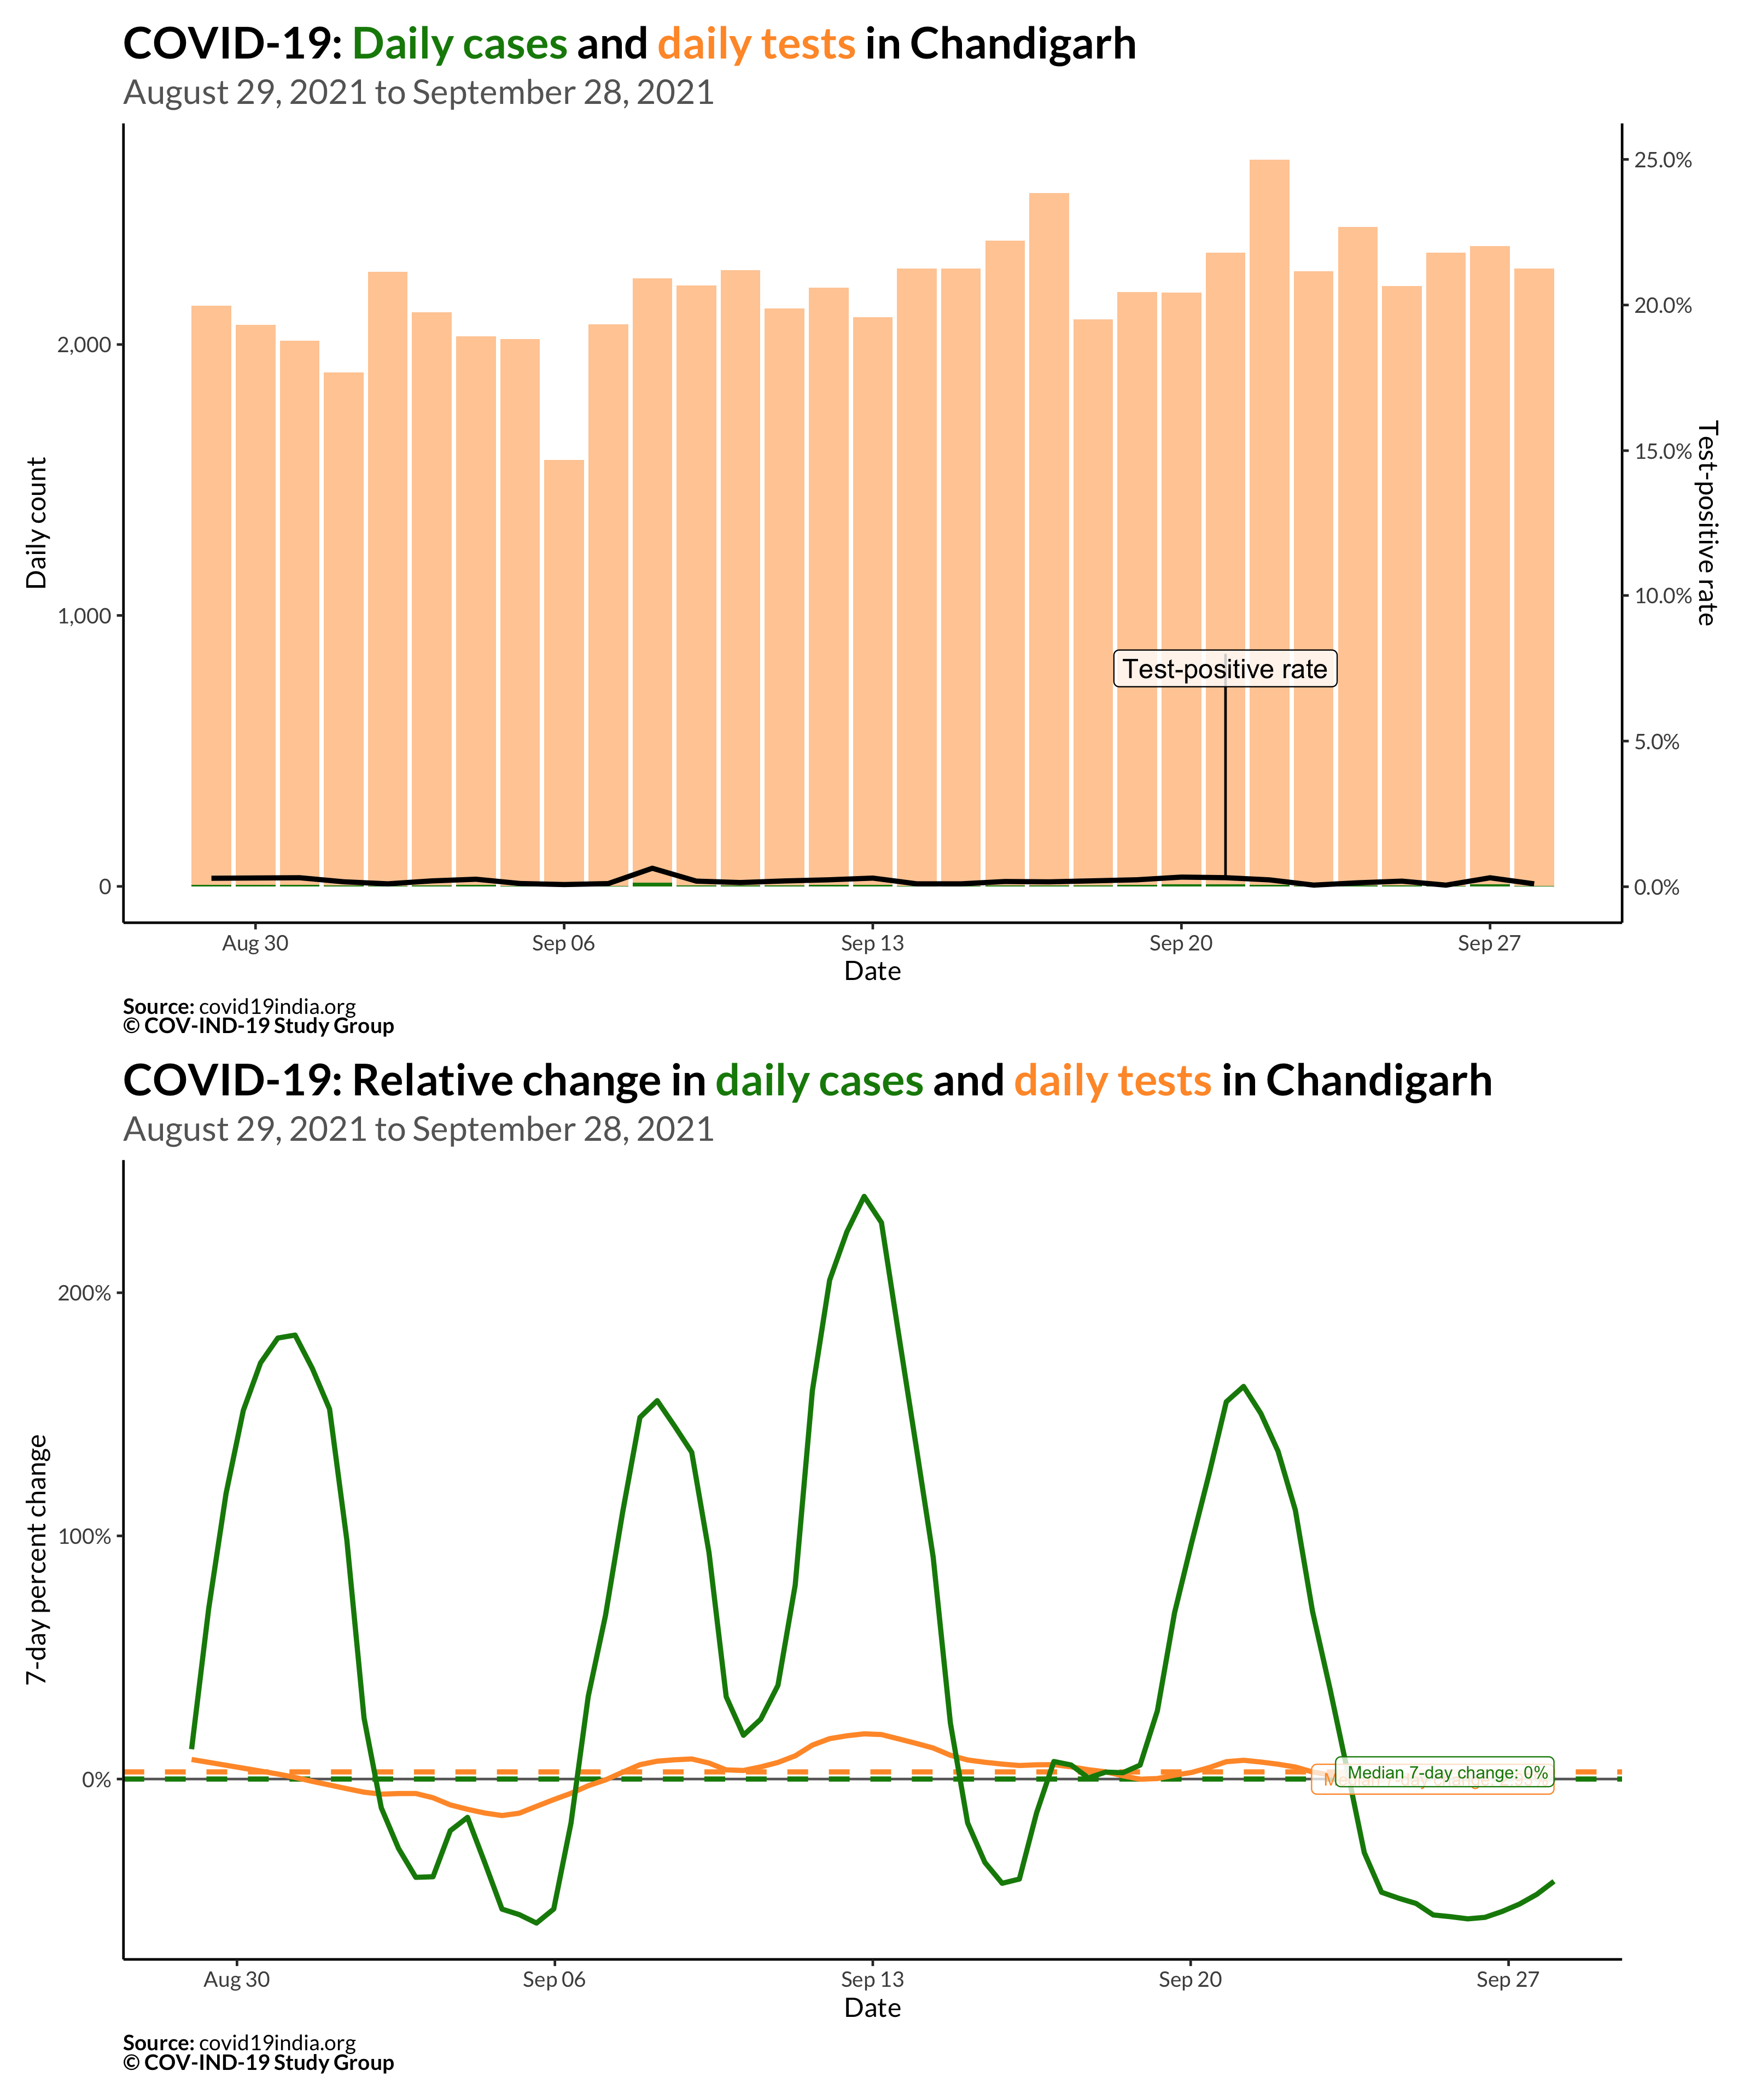 COVID-19: Daily cases and daily tests in Chandigarh
August 29, 2021 to September 28, 2021
25.0%
20.0%
2,000
15.0%
Daily count
Test-positive rate
1,000
10.0%
Test-positive rate
5.0%
0
0.0%
Aug 30
Sep 06
Sep 13
Sep 20
Sep 27
Date
Source: covid19india.org
© COV-IND-19 Study Group
COVID-19: Relative change in daily cases and daily tests in Chandigarh
August 29, 2021 to September 28, 2021
200%
7-day percent change
100%
0%
Median 7-day change: 0%
Aug 30
Sep 06
Sep 13
Sep 20
Sep 27
Date
Source: covid19india.org
© COV-IND-19 Study Group